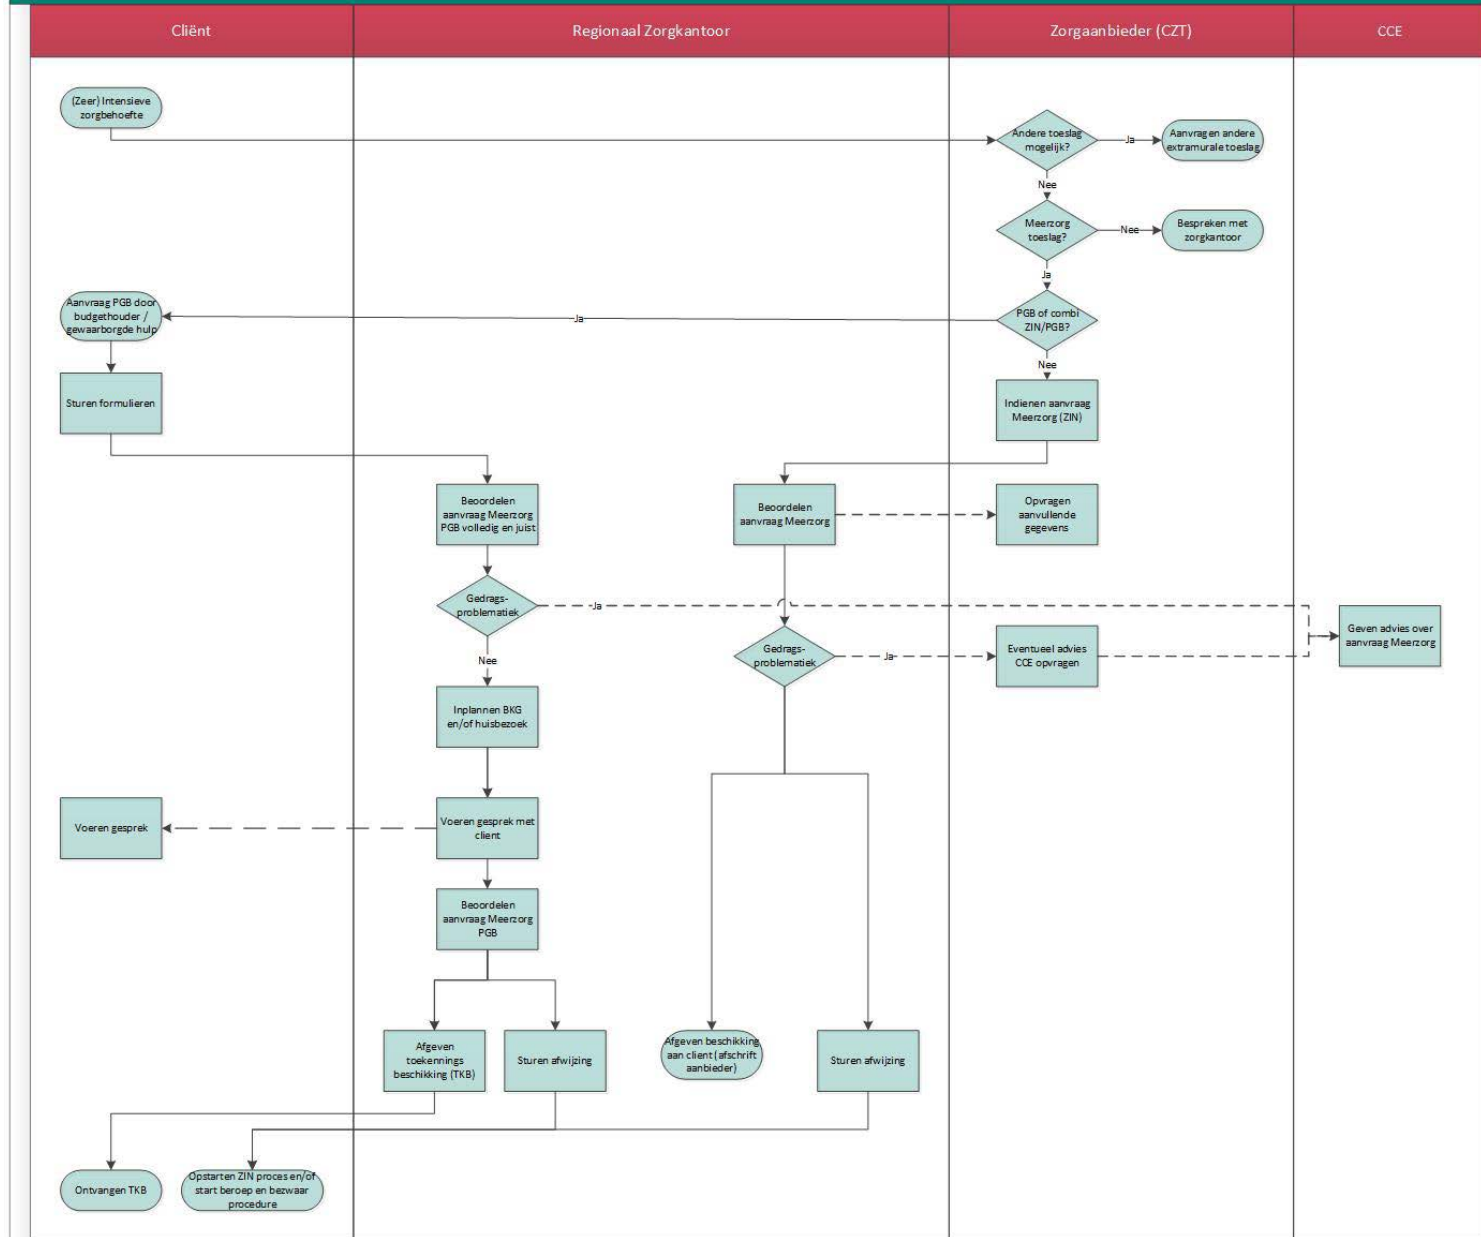 Cliënt
Regionaal Zorgkantoor
Zorgaanbieder (CZT)
CCE
(Zeer) Intensieve
zorgbehoefte
Andere toeslag
mogelijk?
Ja
Aanvragen andere
extramurale toeslag
Nee
Meerzorg
toeslag?
Nee
Bespreken met
zorgkantoor
Ja
Aanvraag PGB door
budgethouder /
gewaarborgde hulp
Ja
PGB of combi
ZIN/PGB?
Nee
Sturen formulieren
Indienen aanvraag
Meerzorg (ZIN)
Beoordelen
aanvraag Meerzorg
PGB volledig en juist
Beoordelen
aanvraag Meerzorg
Opvragen
aanvullende
gegevens
Gedrags-
problematiek
Ja
Gedrags-
problematiek
Ja
Eventueel advies
CCE opvragen
Geven advies over
aanvraag Meerzorg
Nee
Inplannen BKG
en/of huisbezoek
Voeren gesprek
Voeren gesprek met
client
Beoordelen
aanvraag Meerzorg
PGB
Afgeven
toekennings
beschikking (TKB)
Sturen afwijzing
Afgeven beschikking
aan client (afschrift
aanbieder)
Sturen afwijzing
Ontvangen TKB
Opstarten ZIN proces en/of
start beroep en bezwaar
procedure